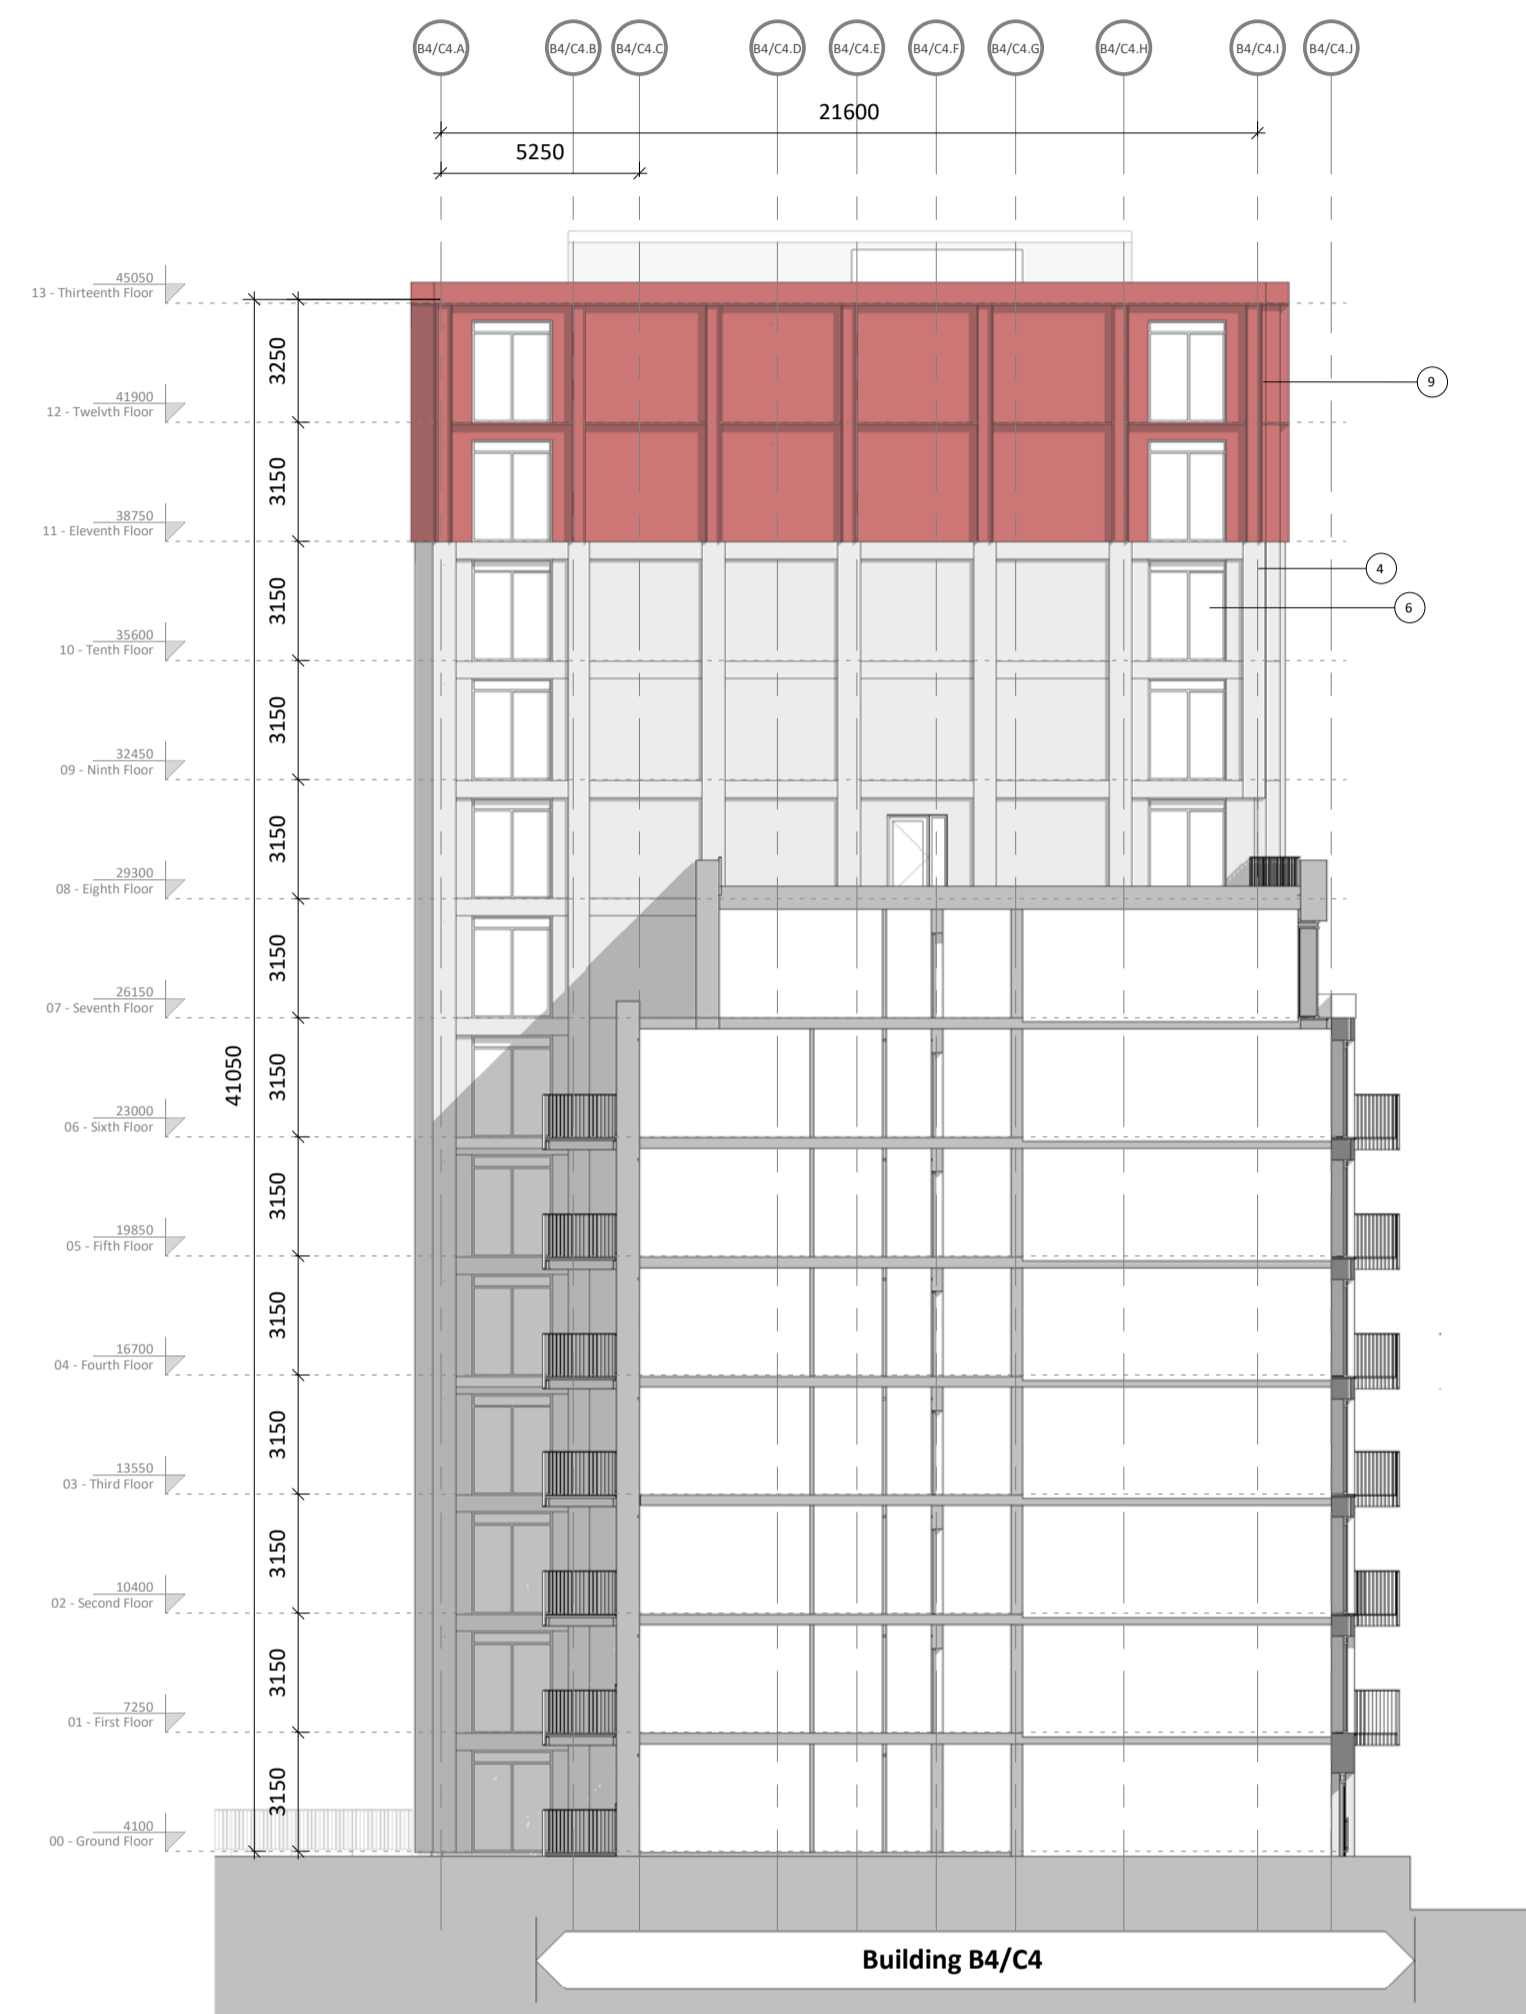 B4/C4.A B4/C4.B B4/C4.C B4/C4.D B4/C4.E B4/C4.F B4/C4.G B4/C4.H B4/C4.I B4/C4.J
21600
5250
45050
13 - Thirteenth Floor
3250
9
41900
12 - Twelvth Floor
3150
38750
11 - Eleventh Floor
4
3150
6
35600
10 - Tenth Floor
3150
32450
09 - Ninth Floor
3150
29300
08 - Eighth Floor
3150
26150
07 - Seventh Floor
41050
3150
23000
06 - Sixth Floor
3150
19850
05 - Fifth Floor
3150
16700
04 - Fourth Floor
3150
13550
03 - Third Floor
3150
10400
02 - Second Floor
3150
7250
01 - First Floor
3150
4100
00 - Ground Floor
Building B4/C4